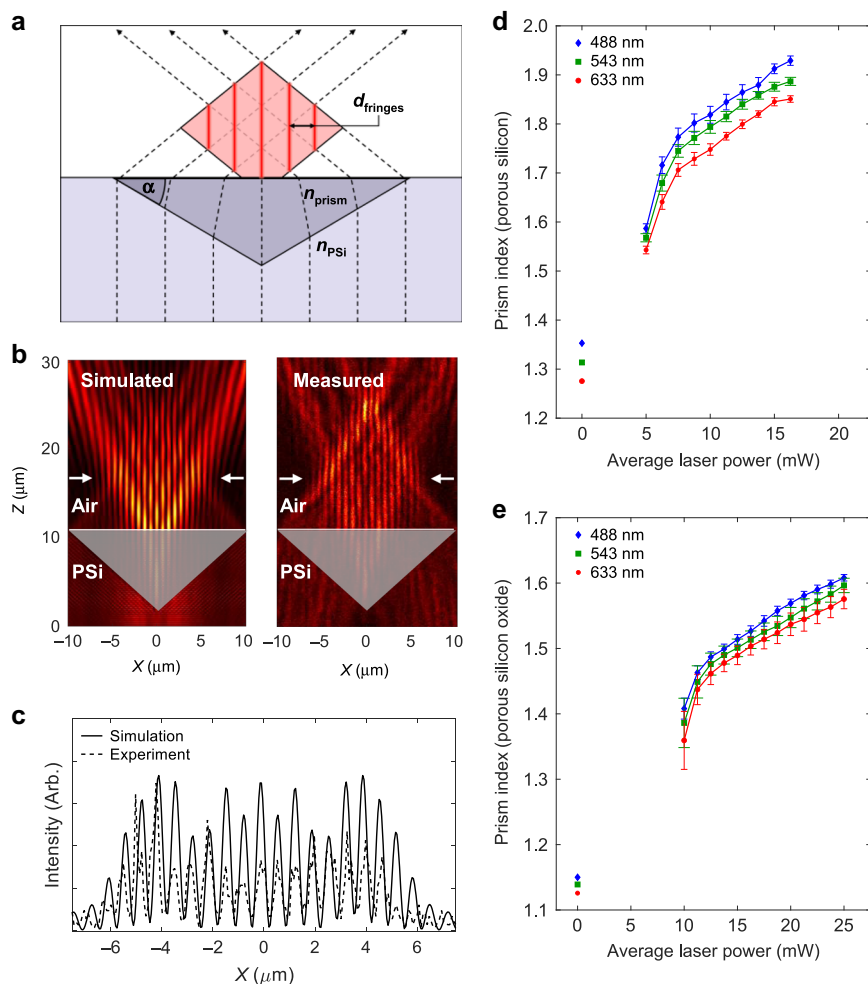 a
d_fringes
α
n_prism
n_PSi
b
30
20
10
0
Z (μm)
Simulated
Air
PSi
−10 −5 0 5 10
X (μm)
Measured
Air
PSi
−10 −5 0 5 10
X (μm)
c
Simulation
Experiment
Intensity (Arb.)
−6 −4 −2 0 2 4 6
X (μm)
d
2.0
1.9
1.8
1.7
1.6
1.5
1.4
1.3
1.2
Prism index (porous silicon)
488 nm
543 nm
633 nm
0 5 10 15 20
Average laser power (mW)
e
1.7
1.6
1.5
1.4
1.3
1.2
1.1
Prism index (porous silicon oxide)
488 nm
543 nm
633 nm
0 5 10 15 20 25
Average laser power (mW)